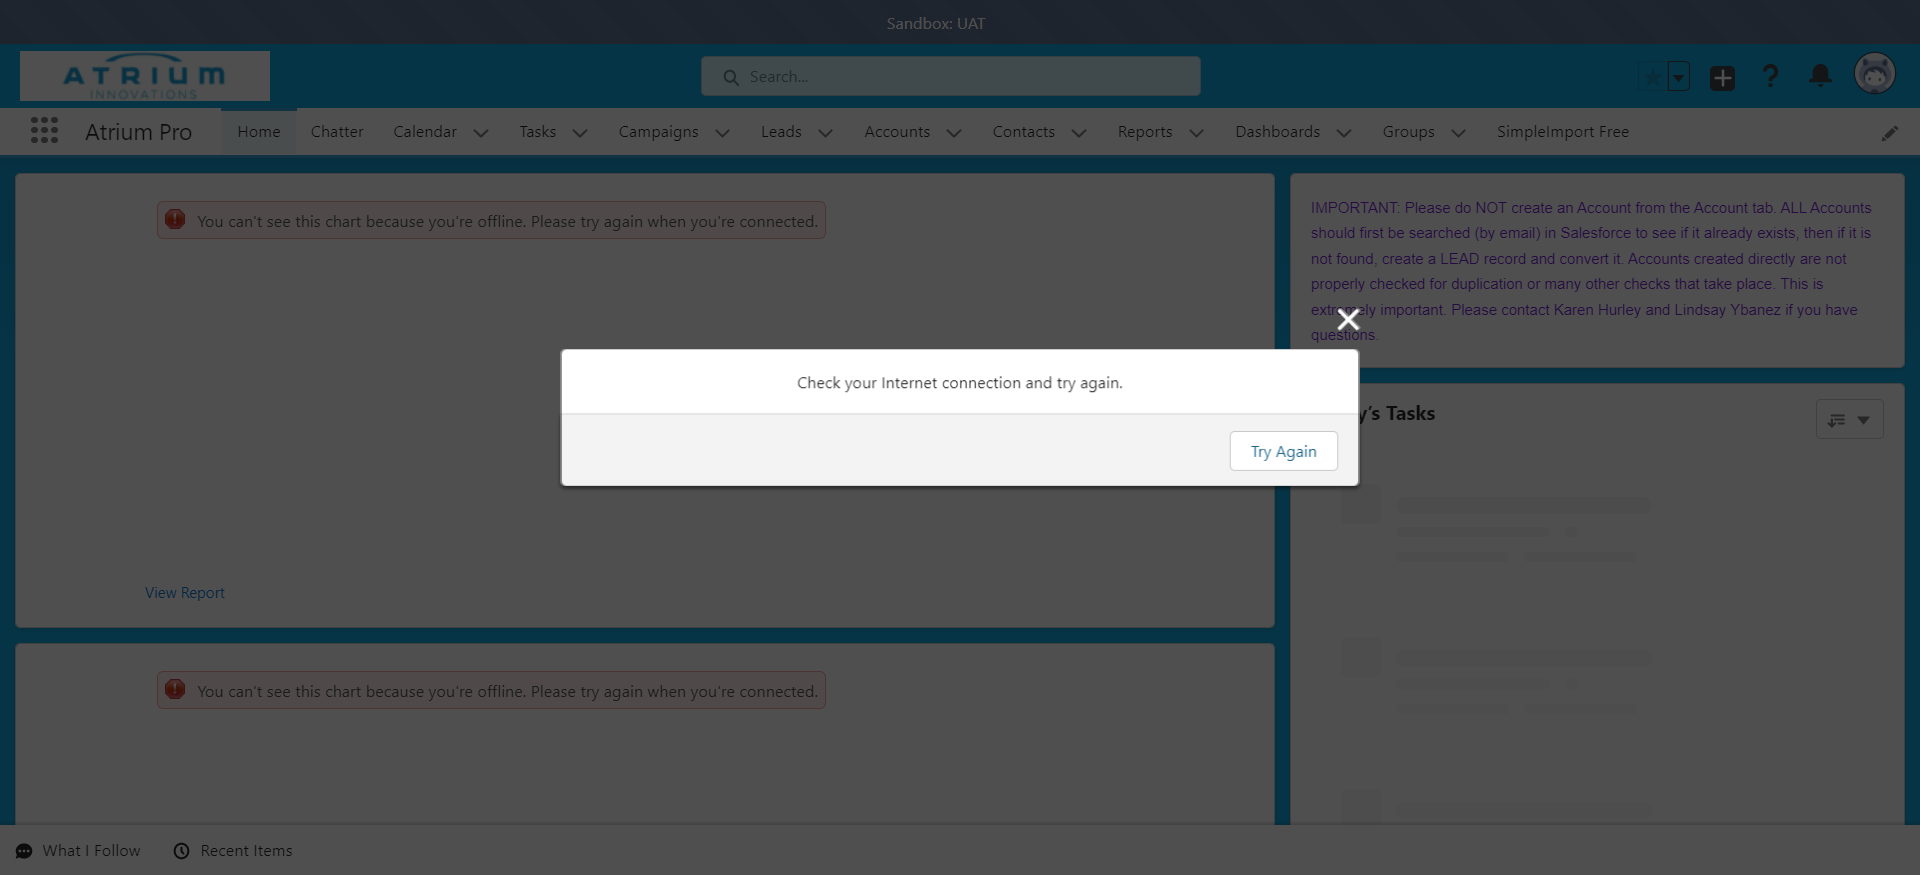 Sandbox: UAT
ATRIUM
INNOVATIONS
Search...
Atrium Pro
Home
Chatter
Calendar
Tasks
Campaigns
Leads
Accounts
Contacts
Reports
Dashboards
Groups
SimpleImport Free
You can't see this chart because you're offline. Please try again when you're connected.
View Report
You can't see this chart because you're offline. Please try again when you're connected.
IMPORTANT: Please do NOT create an Account from the Account tab. ALL Accounts
should first be searched (by email) in Salesforce to see if it already exists, then if it is
not found, create a LEAD record and convert it. Accounts created directly are not
properly checked for duplication or many other checks that take place. This is
extremely important. Please contact Karen Hurley and Lindsay Ybanez if you have
questions.
Check your Internet connection and try again.
Try Again
y's Tasks
What I Follow
Recent Items